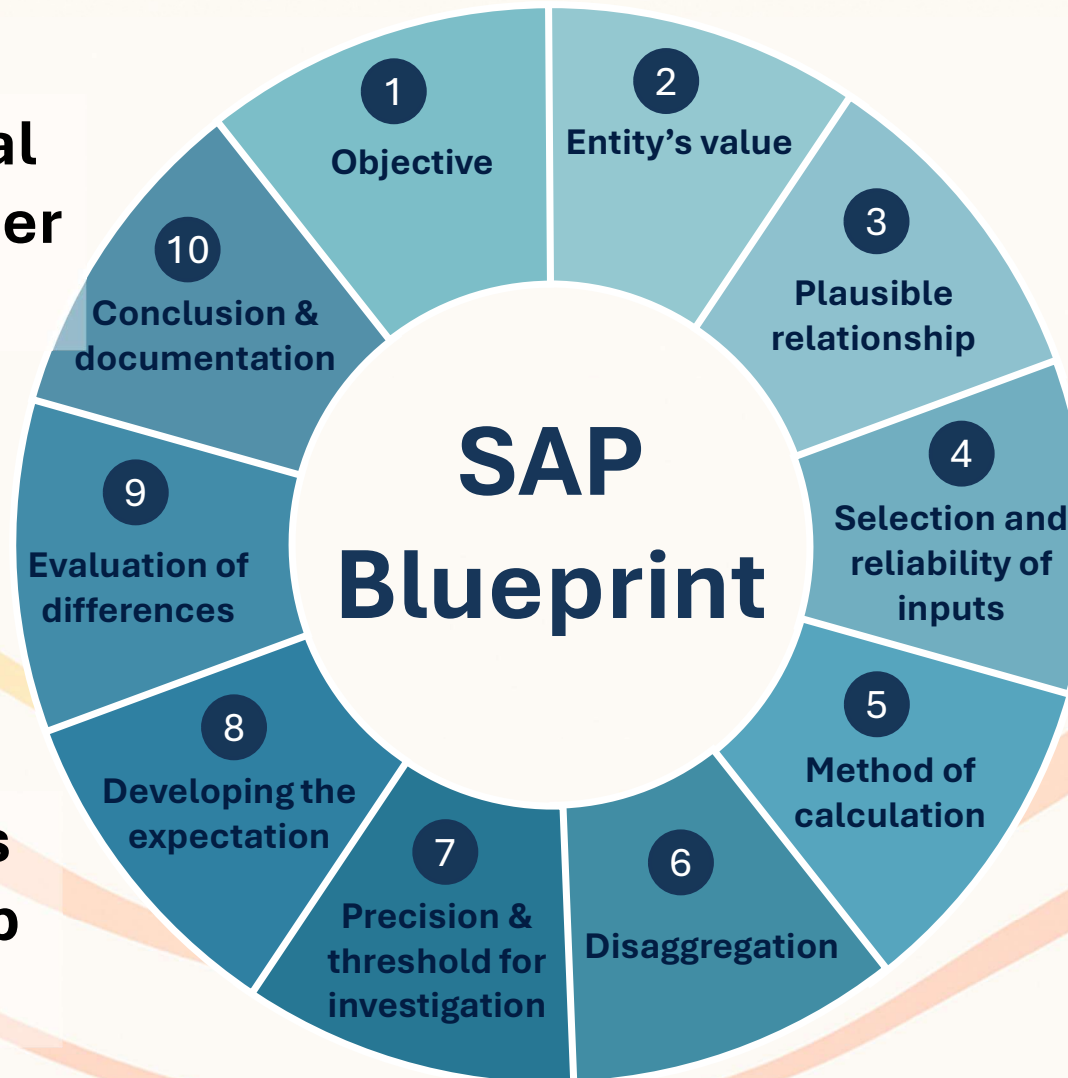 al
er
1
Objective
2
Entity’s value
3
Plausible
relationship
4
Selection and
reliability of
inputs
5
Method of
calculation
6
Disaggregation
7
Precision &
threshold for
investigation
8
Developing the
expectation
9
Evaluation of
differences
10
Conclusion &
documentation
SAP
Blueprint
s
p